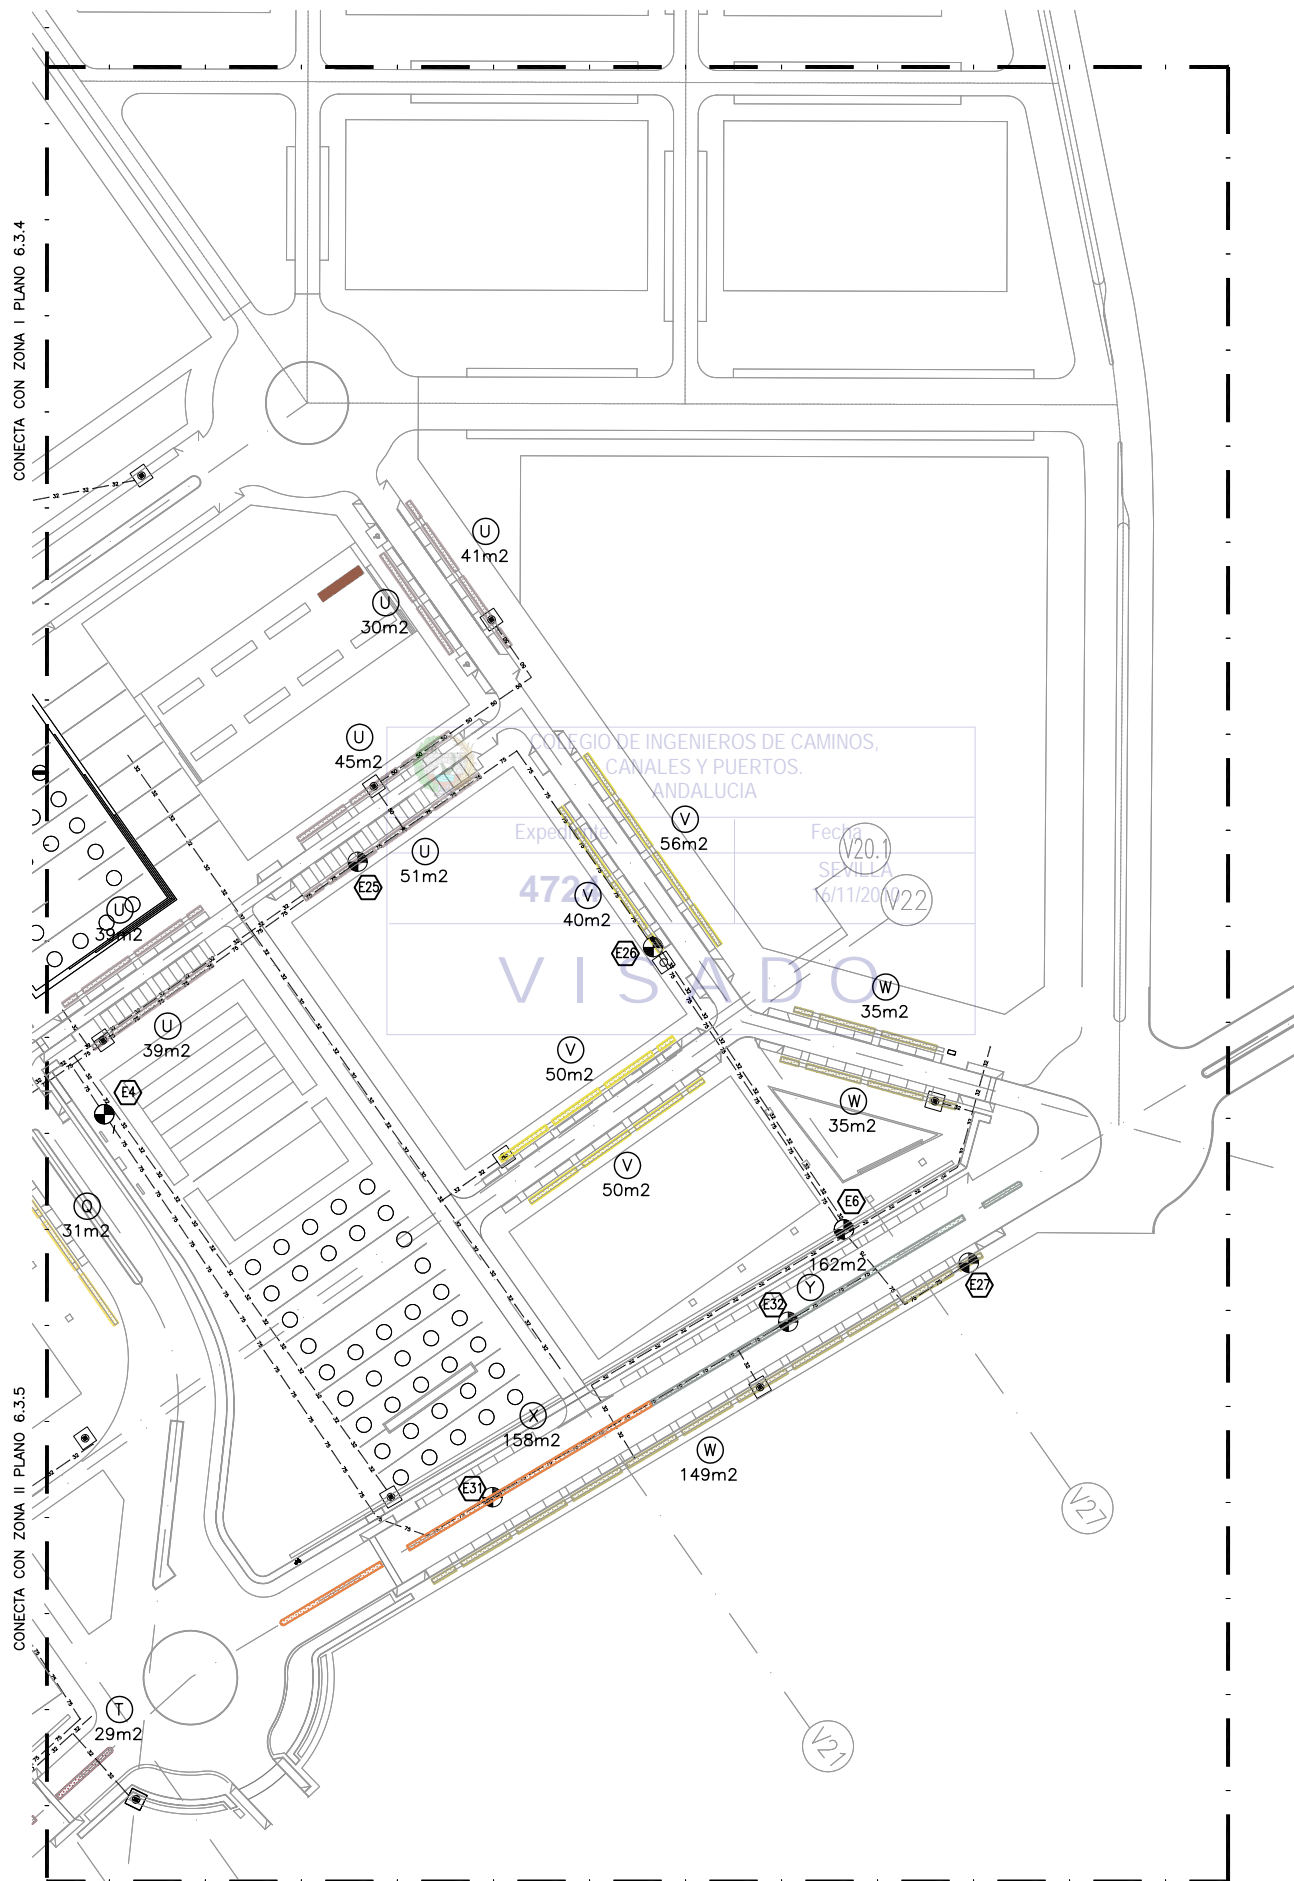 CONECTA CON ZONA I PLANO 6.3.4
CONECTA CON ZONA II PLANO 6.3.5
U
41m2
U
30m2
U
45m2
U
51m2
E25
U
39m2
U
39m2
E4
Q
31m2
V
56m2
V
40m2
E26
COLEGIO DE INGENIEROS DE CAMINOS,
CANALES Y PUERTOS.
ANDALUCIA
Expediente
Fecha
SEVILLA
VISADO
V20.1
V22
W
35m2
V
50m2
W
35m2
V
50m2
E6
162m2
Y
E32
E27
X
158m2
W
149m2
E31
V27
V21
T
29m2